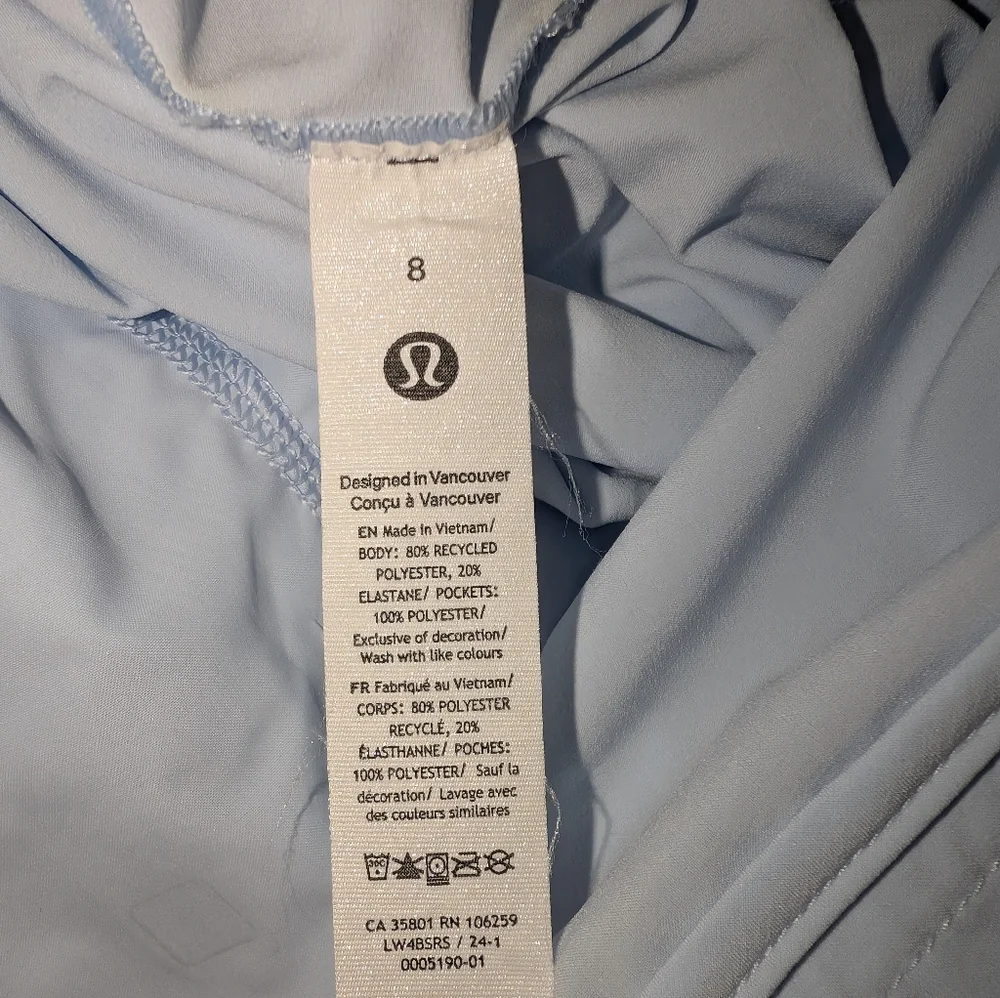 8
Designed in Vancouver
Conçu à Vancouver
EN Made in Vietnam/
BODY: 80% RECYCLED
POLYESTER, 20%
ELASTANE/ POCKETS:
100% POLYESTER/
Exclusive of decoration/
Wash with like colours
FR Fabriqué au Vietnam/
CORPS: 80% POLYESTER
RECYCLÉ, 20%
ÉLASTHANNE/ POCHES:
100% POLYESTER/ Sauf la
décoration/ Lavage avec
des couleurs similaires
30C
CA 35801 RN 106259
LW4BSRS / 24-1
0005190-01